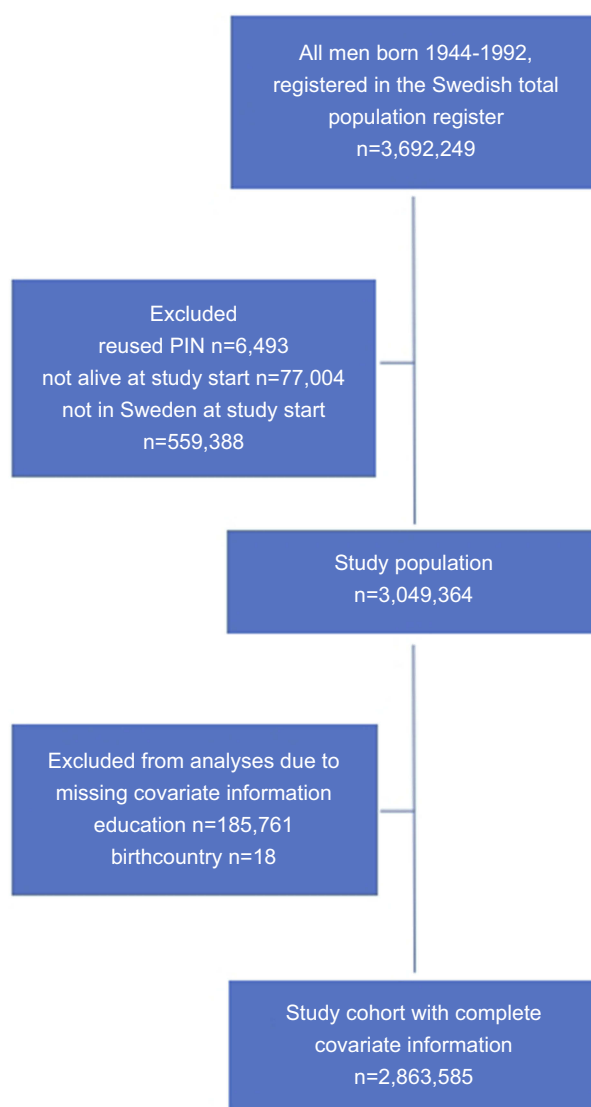 All men born 1944-1992,
registered in the Swedish total
population register
n=3,692,249
Excluded
reused PIN n=6,493
not alive at study start n=77,004
not in Sweden at study start
n=559,388
Study population
n=3,049,364
Excluded from analyses due to
missing covariate information
education n=185,761
birthcountry n=18
Study cohort with complete
covariate information
n=2,863,585